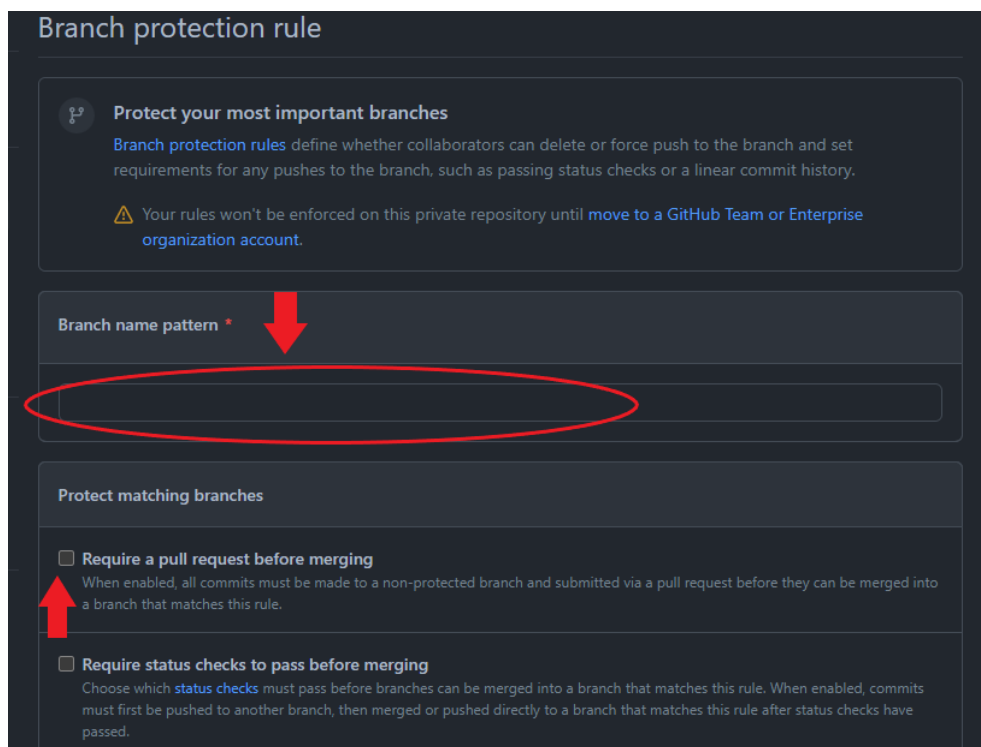 Branch protection rule
Protect your most important branches
Branch protection rules define whether collaborators can delete or force push to the branch and set
requirements for any pushes to the branch, such as passing status checks or a linear commit history.
Your rules won't be enforced on this private repository until move to a GitHub Team or Enterprise
organization account.
Branch name pattern *
Protect matching branches
Require a pull request before merging
When enabled, all commits must be made to a non-protected branch and submitted via a pull request before they can be merged into
a branch that matches this rule.
Require status checks to pass before merging
Choose which status checks must pass before branches can be merged into a branch that matches this rule. When enabled, commits
must first be pushed to another branch, then merged or pushed directly to a branch that matches this rule after status checks have
passed.